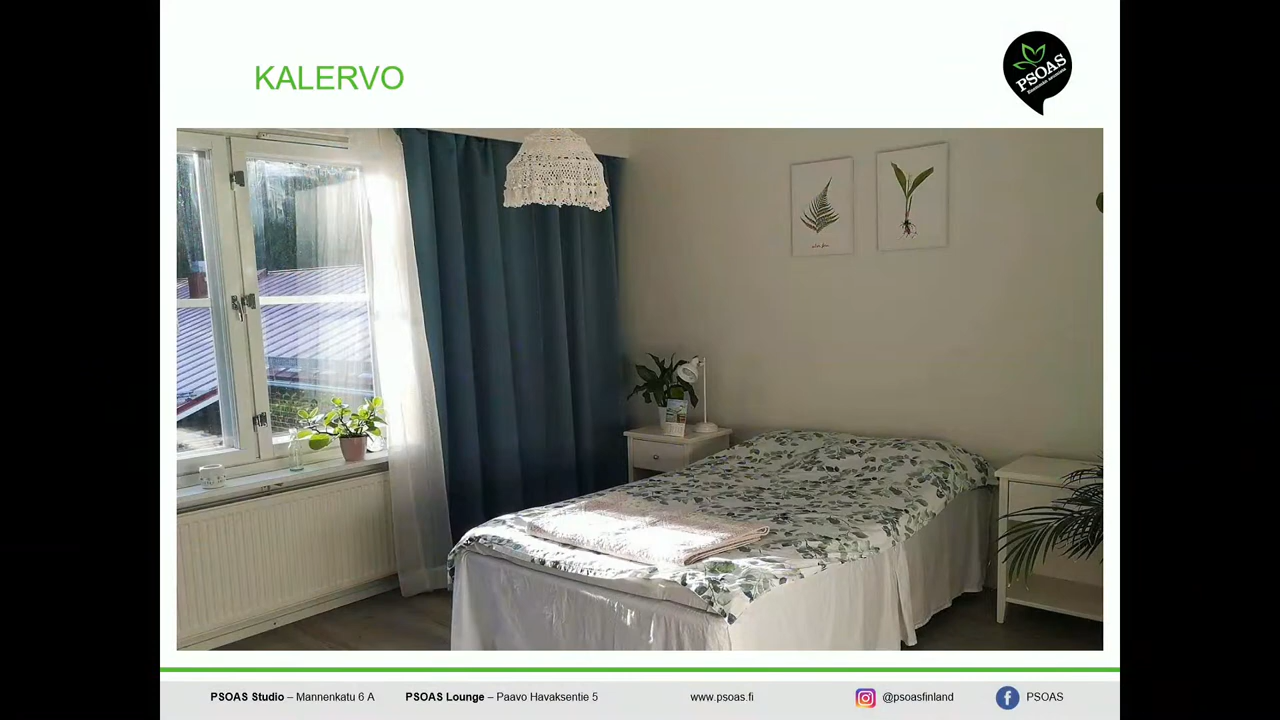 KALERVO
PSOAS
PSOAS Studio – Mannenkatu 6 A
PSOAS Lounge – Paavo Havaksentie 5
www.psoas.fi
@psoasfinland
PSOAS